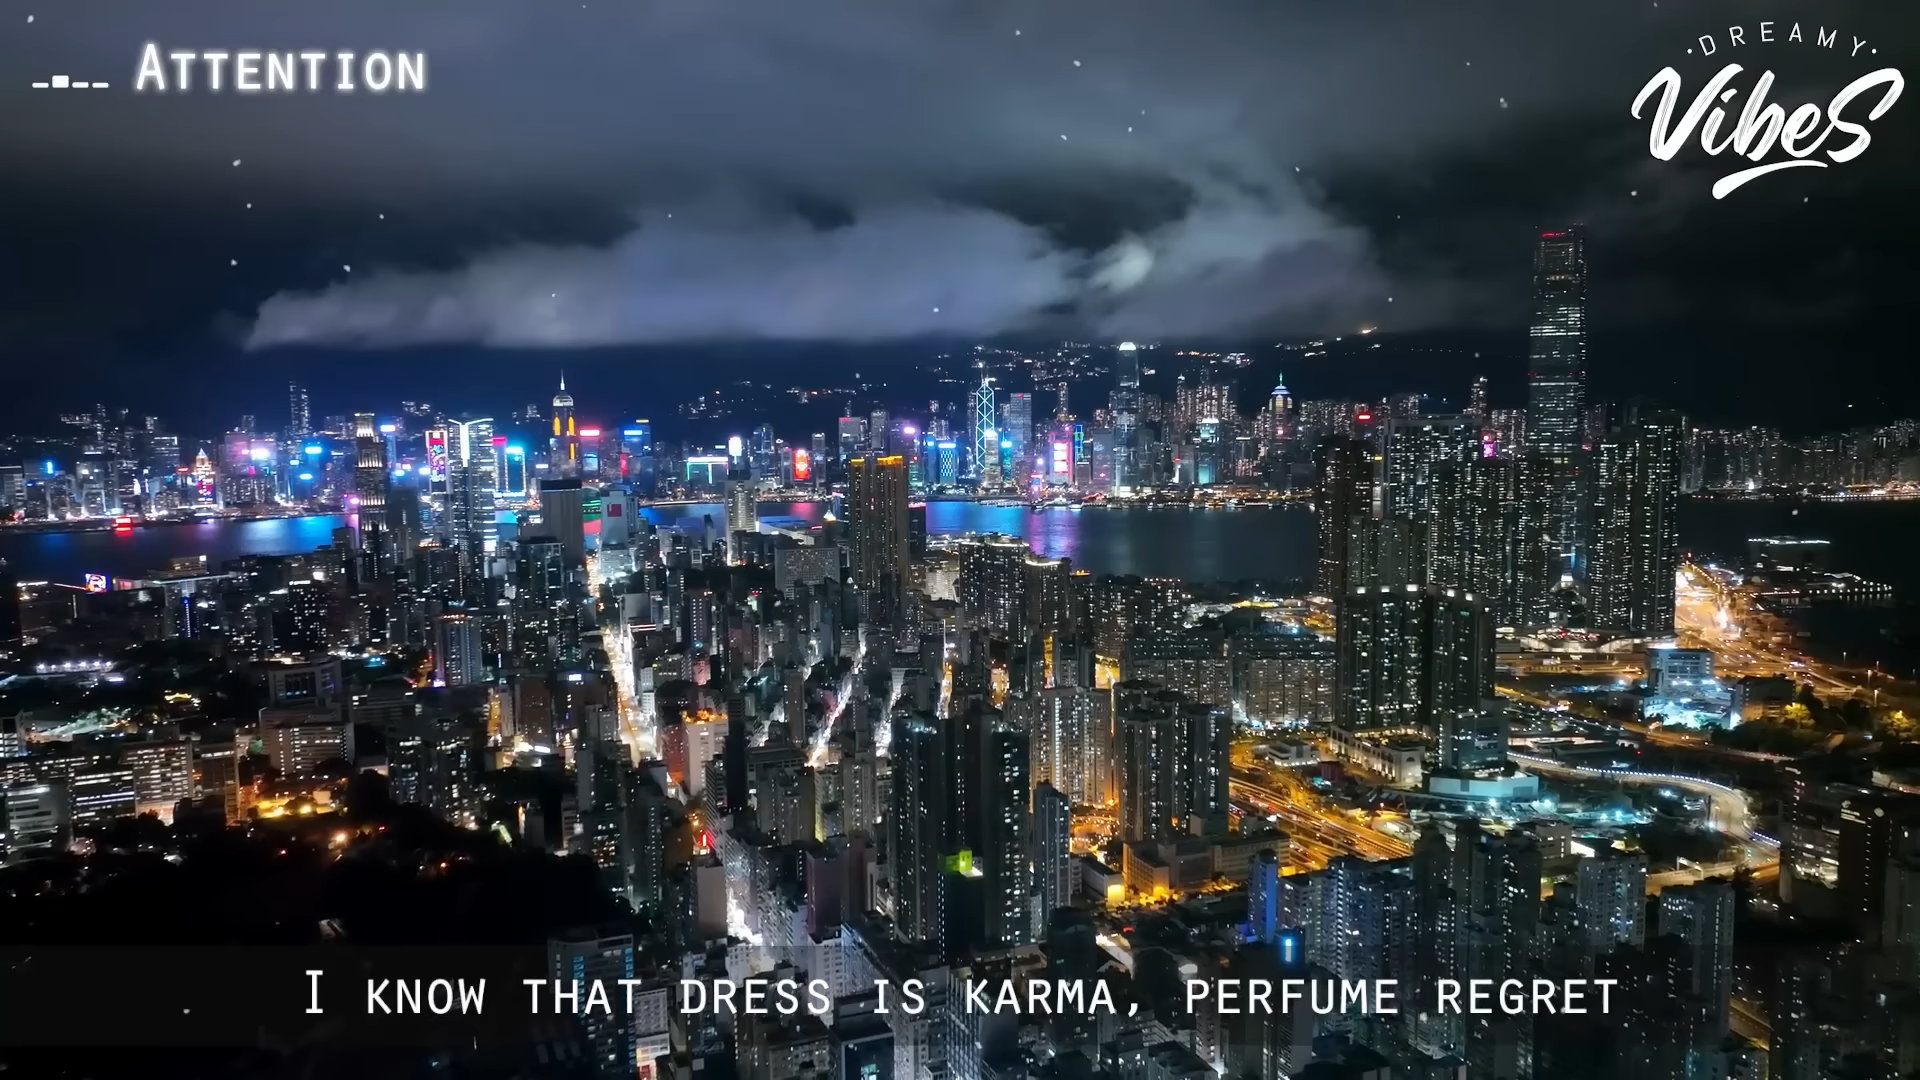 Attention
DREAMY
Vibes
I know that dress is karma, perfume regret